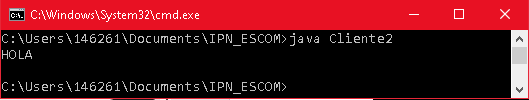 C:\Windows\System32\cmd.exe
C:\Users\146261\Documents\IPN_ESCOM>java Cliente2
HOLA
C:\Users\146261\Documents\IPN_ESCOM>